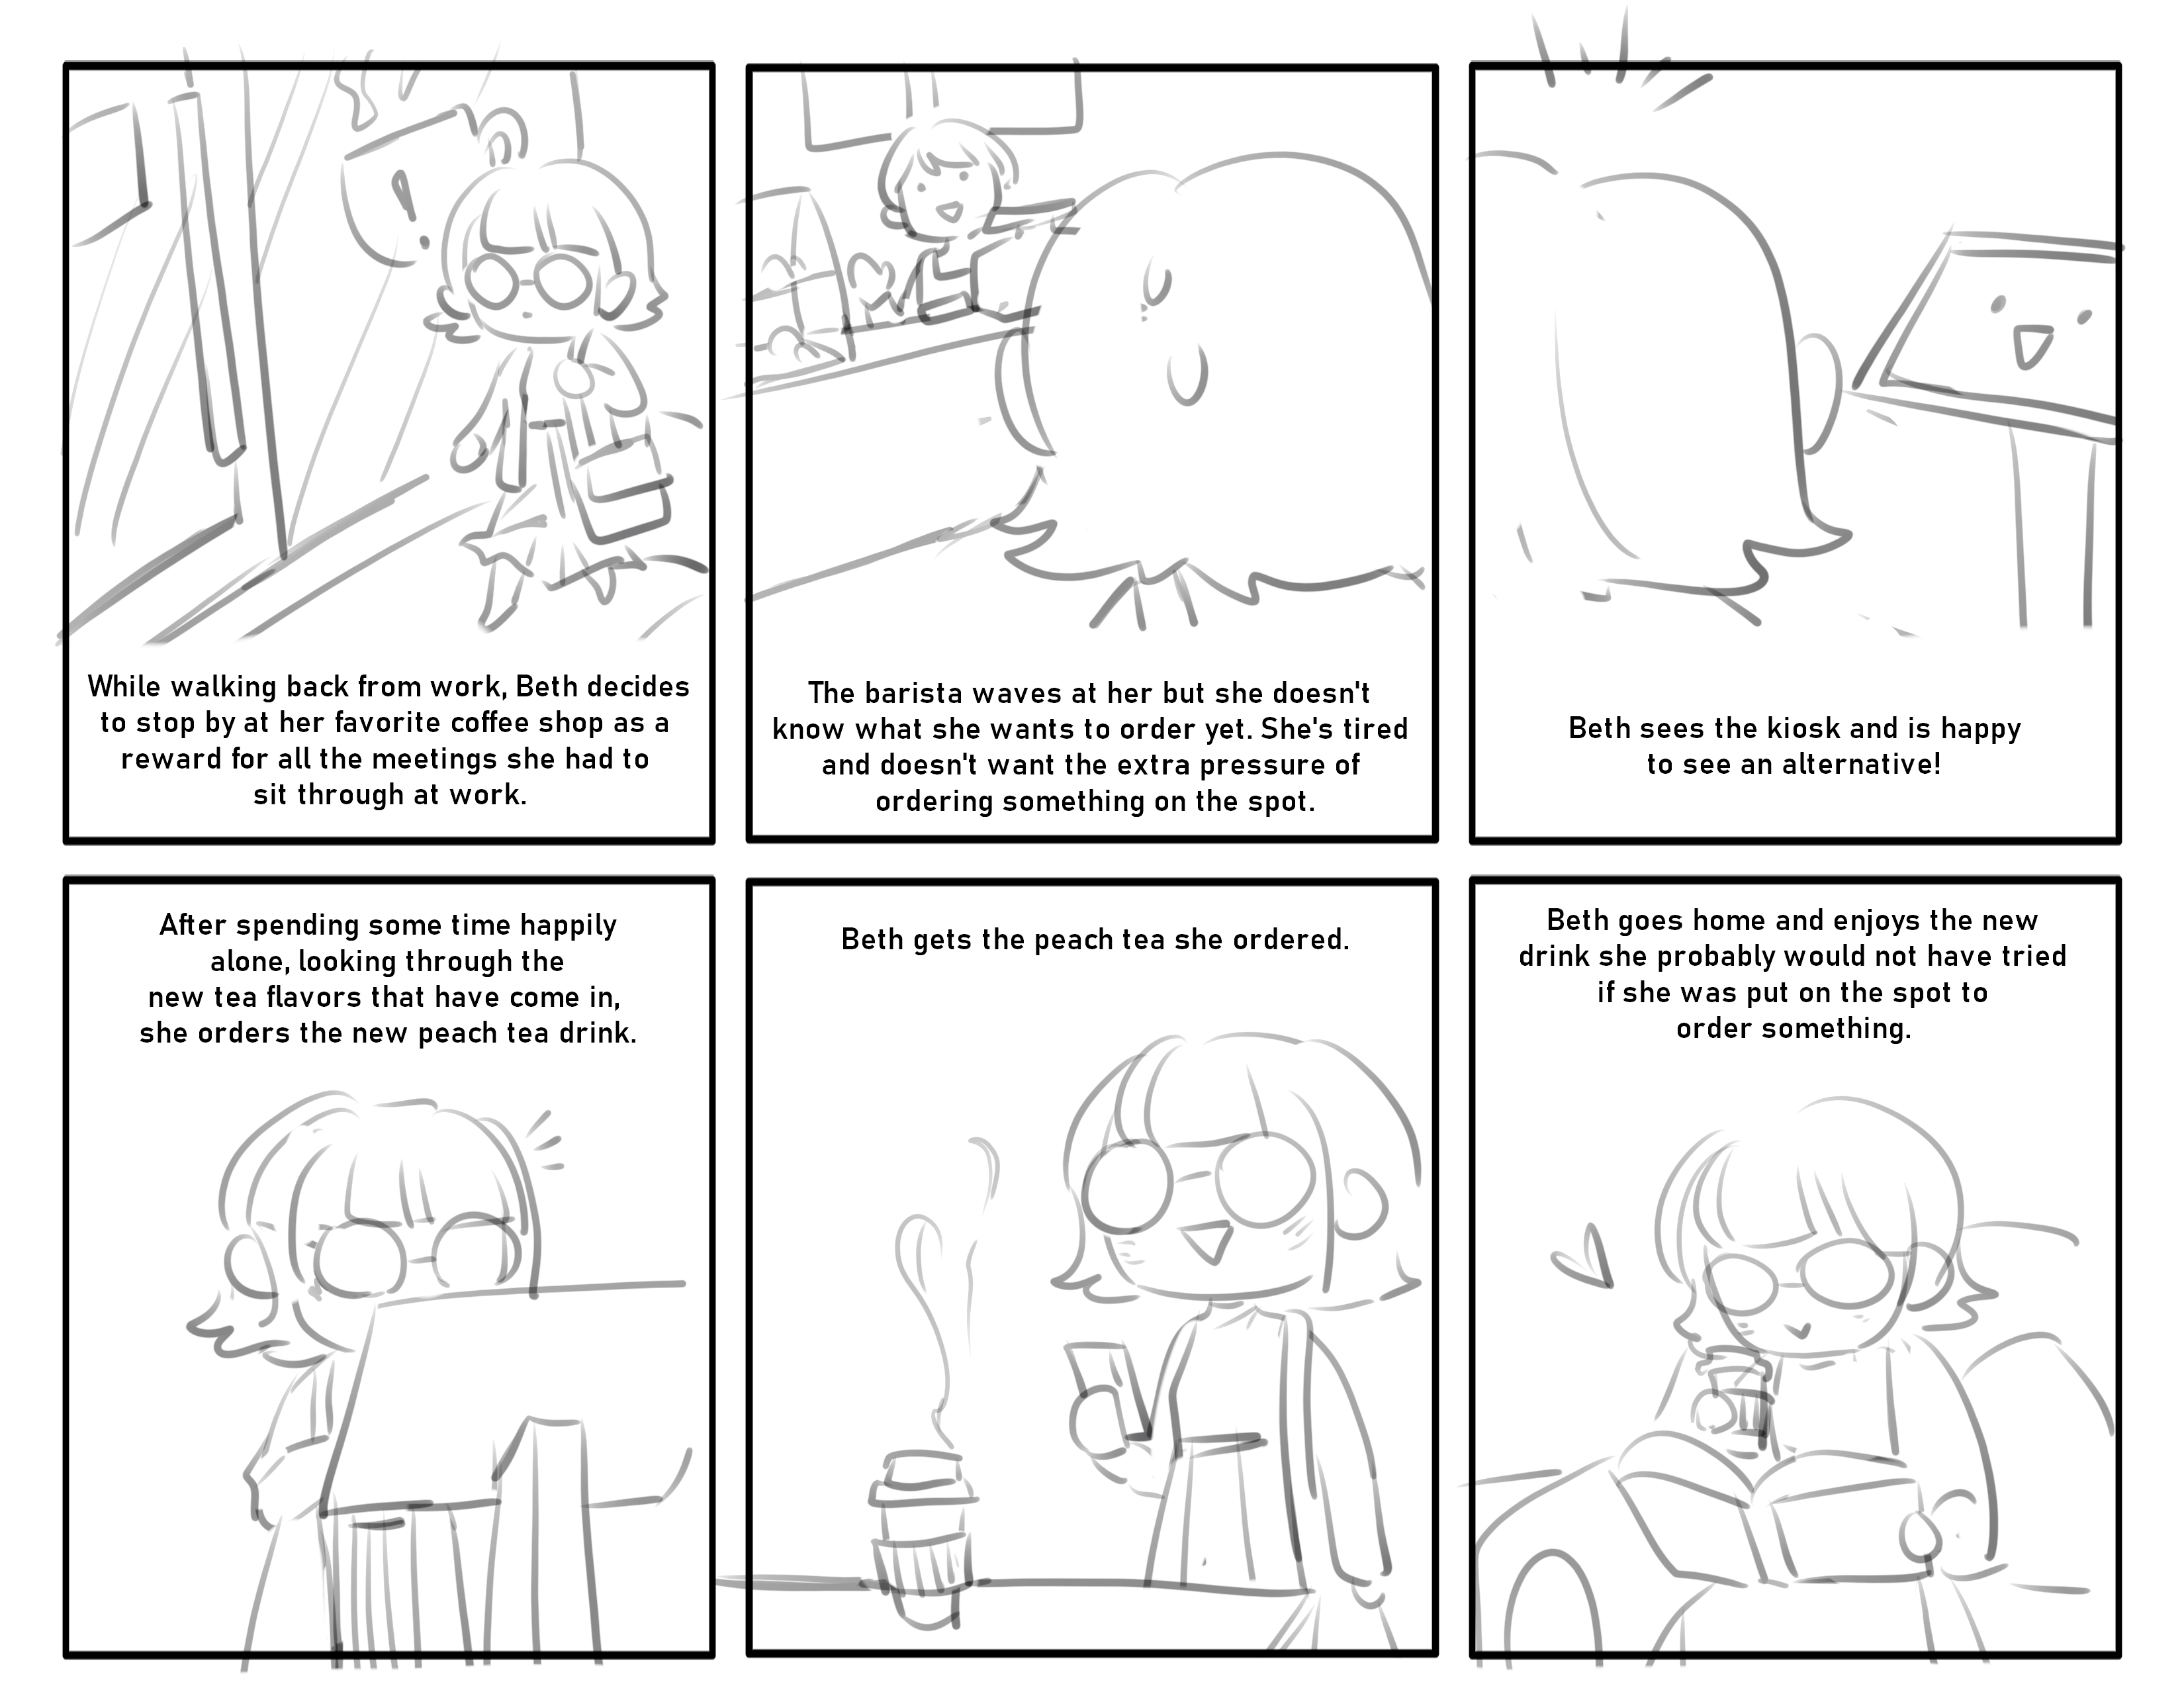 While walking back from work, Beth decides
to stop by at her favorite coffee shop as a
reward for all the meetings she had to
sit through at work.
The barista waves at her but she doesn't
know what she wants to order yet. She's tired
and doesn't want the extra pressure of
ordering something on the spot.
Beth sees the kiosk and is happy
to see an alternative!
After spending some time happily
alone, looking through the
new tea flavors that have come in,
she orders the new peach tea drink.
Beth gets the peach tea she ordered.
Beth goes home and enjoys the new
drink she probably would not have tried
if she was put on the spot to
order something.